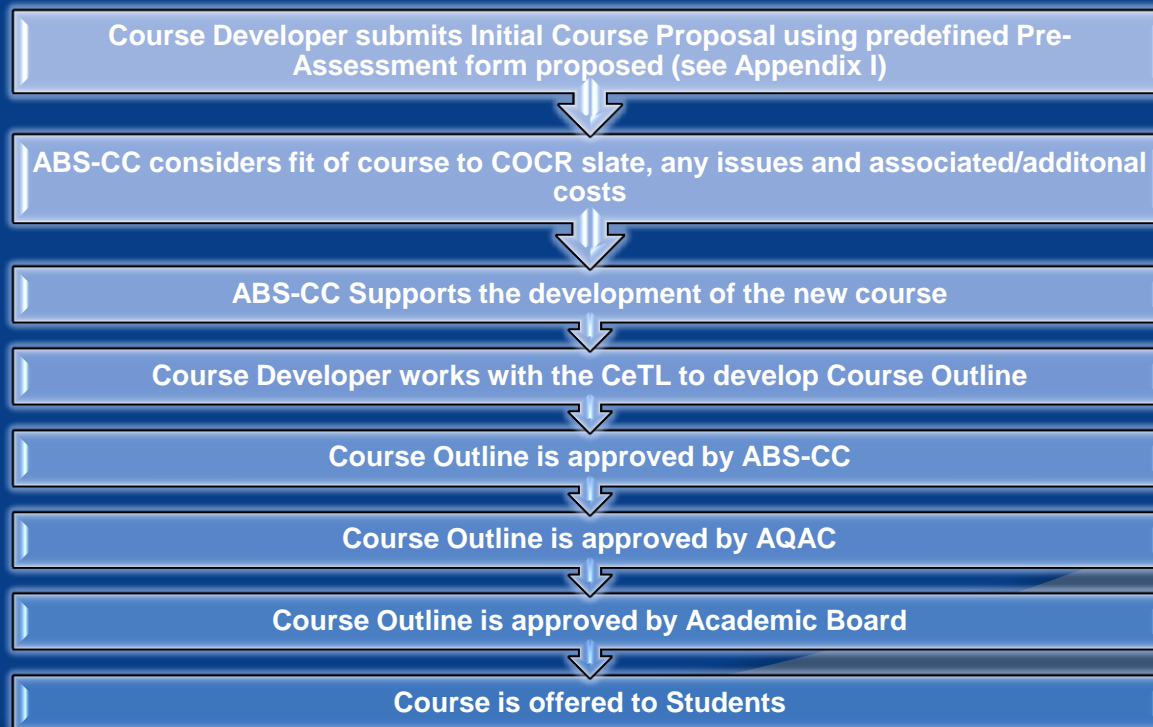 Course Developer submits Initial Course Proposal using predefined Pre-
Assessment form proposed (see Appendix I)
ABS-CC considers fit of course to COCR slate, any issues and associated/additonal
costs
ABS-CC Supports the development of the new course
Course Developer works with the CeTL to develop Course Outline
Course Outline is approved by ABS-CC
Course Outline is approved by AQAC
Course Outline is approved by Academic Board
Course is offered to Students